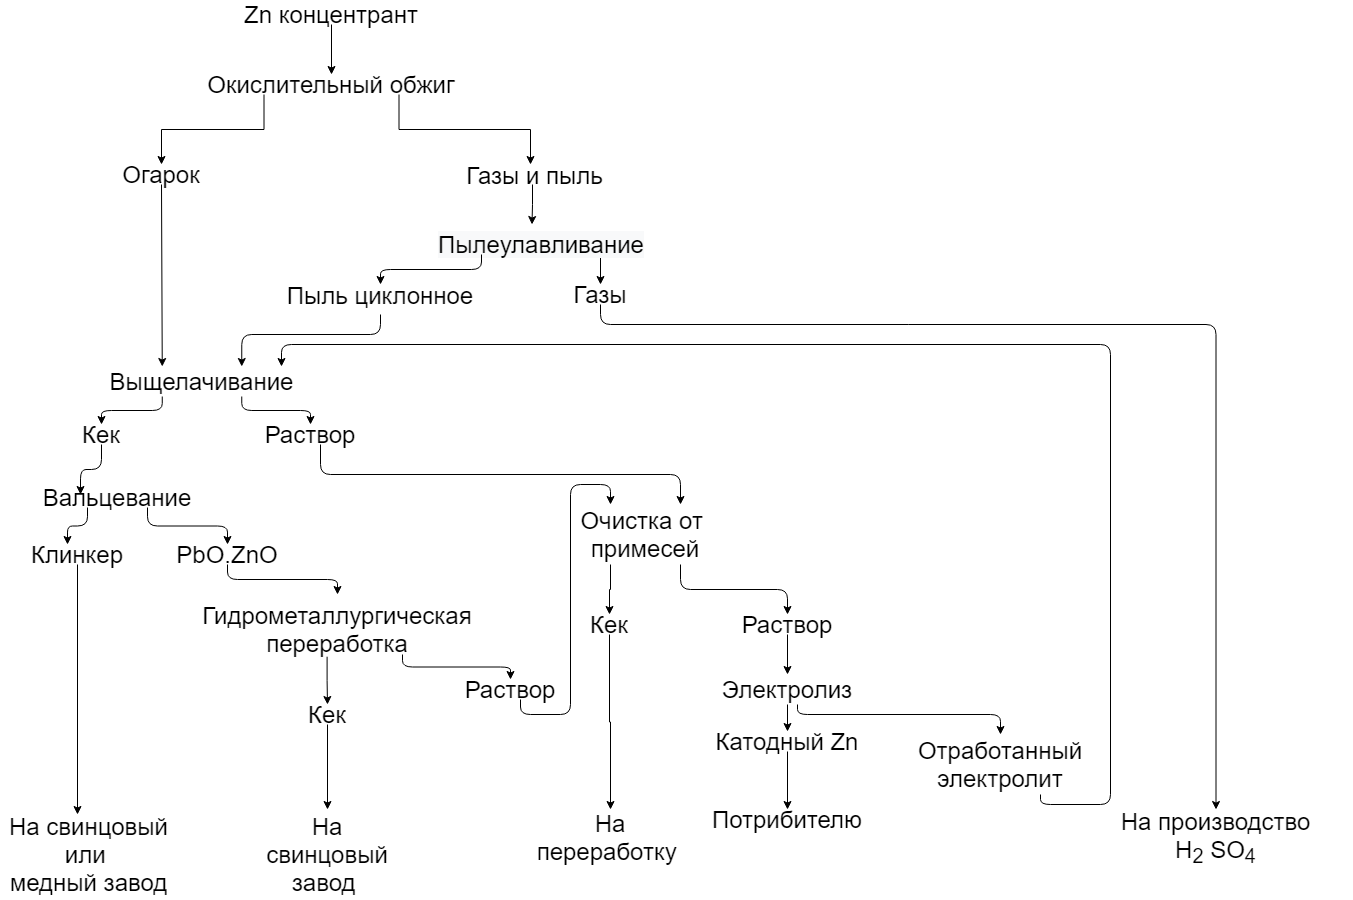 Zn концентрант
Окислительный обжиг
Огарок
Газы и пыль
Пылеулавливание
Пыль циклонное
Газы
Выщелачивание
Кек
Раствор
Вальцевание
Очистка от
примесей
Клинкер
PbO.ZnO
Гидрометаллургическая
переработка
Кек
Раствор
Раствор
Электролиз
Кек
Катодный Zn
Отработанный
электролит
На свинцовый
или
медный завод
На
свинцовый
завод
На
переработку
Потрибителю
На производство
H2 SO4